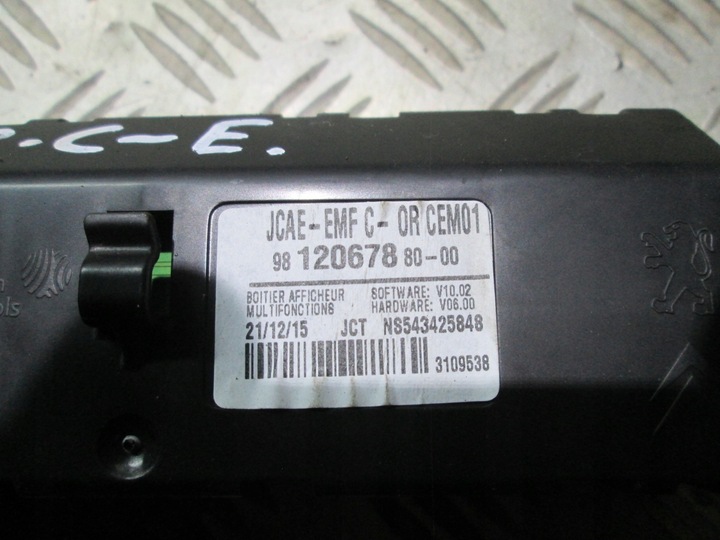 .C-E.
JCAE-EMF C- OR CEM01
98 120678 80-00
BOITIER AFFICHEUR SOFTWARE: V10.02
MULTIFONCTIONS HARDWARE: V06.00
21/12/15 JCT NS543425848
3109538